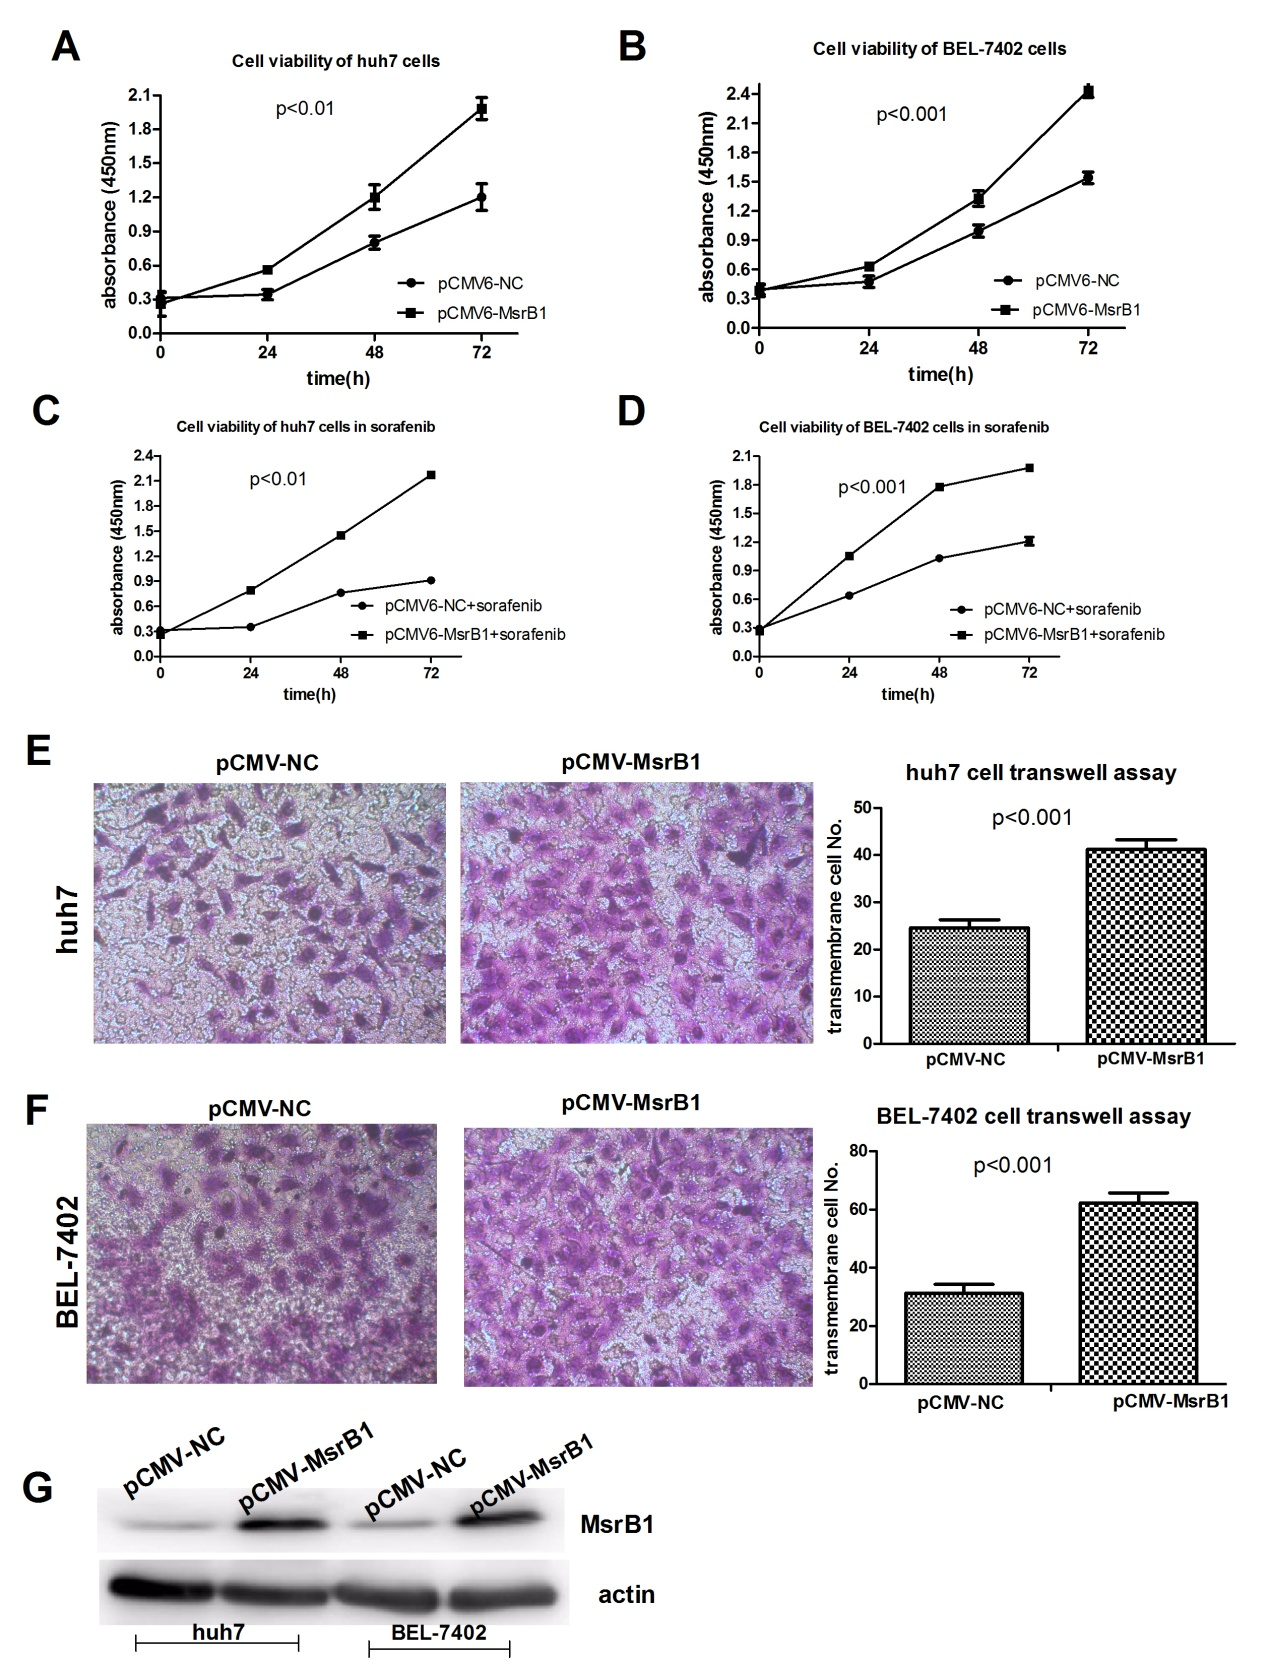 A
Cell viability of huh7 cells
p<0.01
absorbance (450nm)
2.1
1.8
1.5
1.2
0.9
0.6
0.3
0.0
0
24
48
72
time(h)
pCMV6-NC
pCMV6-MsrB1
B
Cell viability of BEL-7402 cells
p<0.001
absorbance (450nm)
2.4
2.1
1.8
1.5
1.2
0.9
0.6
0.3
0.0
0
24
48
72
time(h)
pCMV6-NC
pCMV6-MsrB1
C
Cell viability of huh7 cells in sorafenib
p<0.01
absorbance (450nm)
2.4
2.1
1.8
1.5
1.2
0.9
0.6
0.3
0.0
0
24
48
72
time(h)
pCMV6-NC+sorafenib
pCMV6-MsrB1+sorafenib
D
Cell viability of BEL-7402 cells in sorafenib
p<0.001
absorbance (450nm)
2.1
1.8
1.5
1.2
0.9
0.6
0.3
0.0
0
24
48
72
time(h)
pCMV6-NC+sorafenib
pCMV6-MsrB1+sorafenib
E
pCMV-NC
pCMV-MsrB1
huh7
huh7 cell transwell assay
p<0.001
transmembrane cell No.
50
40
30
20
10
0
pCMV-NC
pCMV-MsrB1
F
pCMV-NC
pCMV-MsrB1
BEL-7402
BEL-7402 cell transwell assay
p<0.001
transmembrane cell No.
80
60
40
20
0
pCMV-NC
pCMV-MsrB1
G
pCMV-NC
pCMV-MsrB1
pCMV-NC
pCMV-MsrB1
MsrB1
actin
huh7
BEL-7402